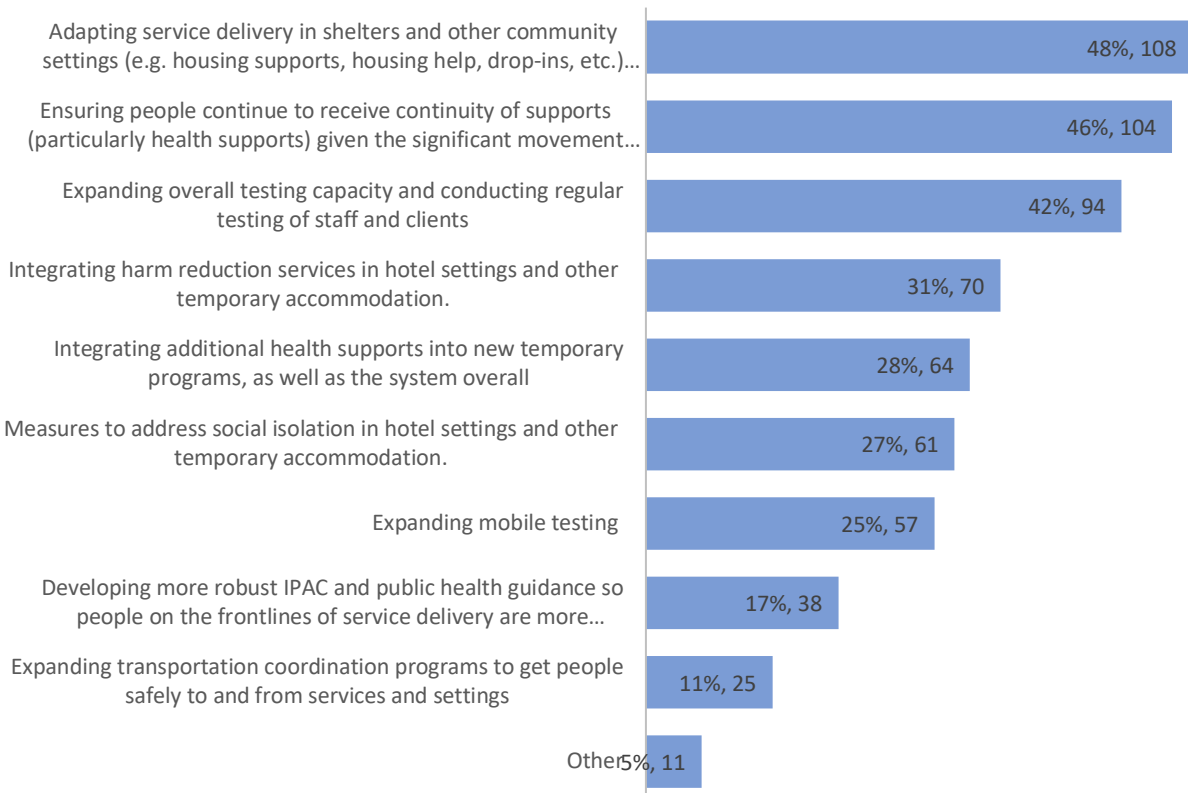 Adapting service delivery in shelters and other community
settings (e.g. housing supports, housing help, drop-ins, etc.)…
48%, 108
Ensuring people continue to receive continuity of supports
(particularly health supports) given the significant movement…
46%, 104
Expanding overall testing capacity and conducting regular
testing of staff and clients
42%, 94
Integrating harm reduction services in hotel settings and other
temporary accommodation.
31%, 70
Integrating additional health supports into new temporary
programs, as well as the system overall
28%, 64
Measures to address social isolation in hotel settings and other
temporary accommodation.
27%, 61
Expanding mobile testing
25%, 57
Developing more robust IPAC and public health guidance so
people on the frontlines of service delivery are more…
17%, 38
Expanding transportation coordination programs to get people
safely to and from services and settings
11%, 25
Other
5%, 11